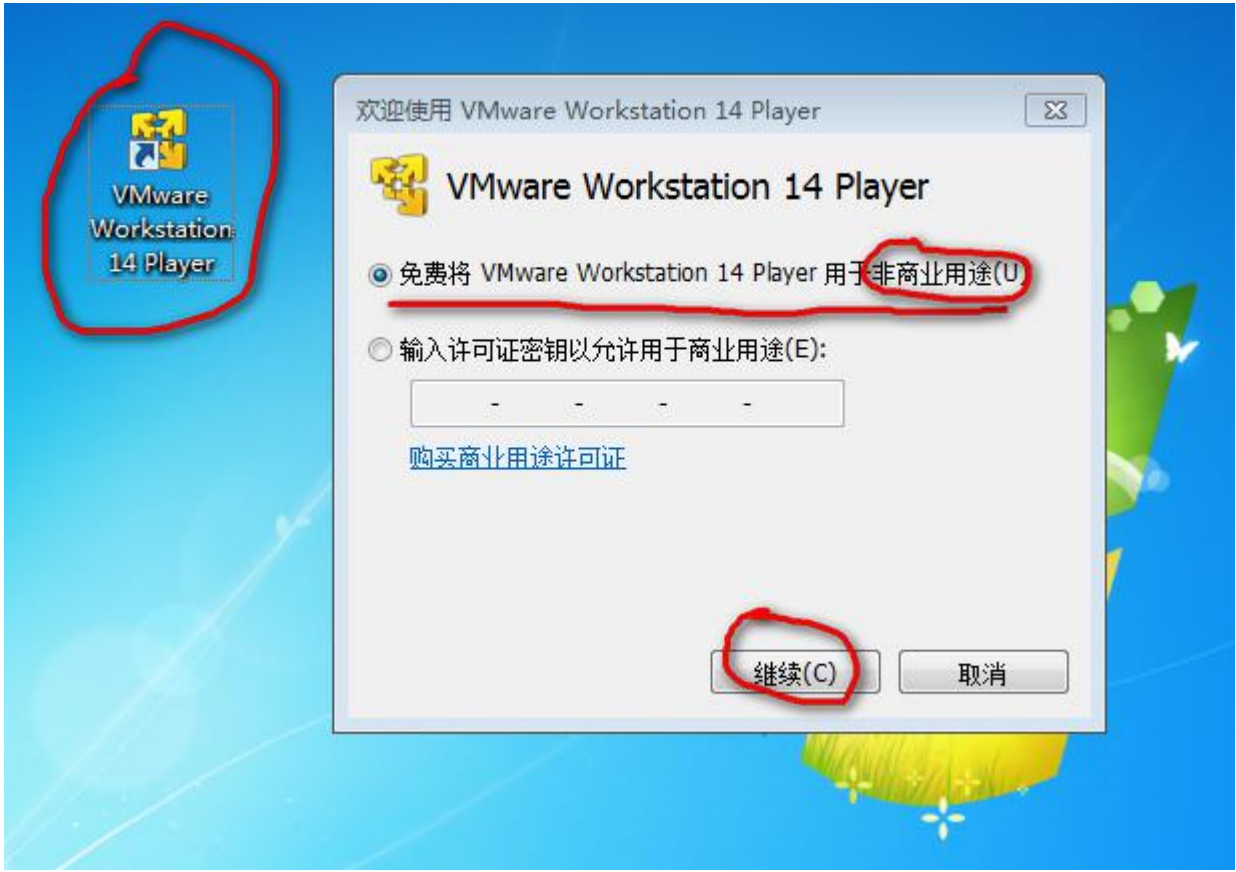 VMware
Workstation
14 Player
欢迎使用 VMware Workstation 14 Player
VMware Workstation 14 Player
免费将 VMware Workstation 14 Player 用于非商业用途(U)
输入许可证密钥以允许用于商业用途(E):
- - - -
购买商业用途许可证
继续(C)
取消